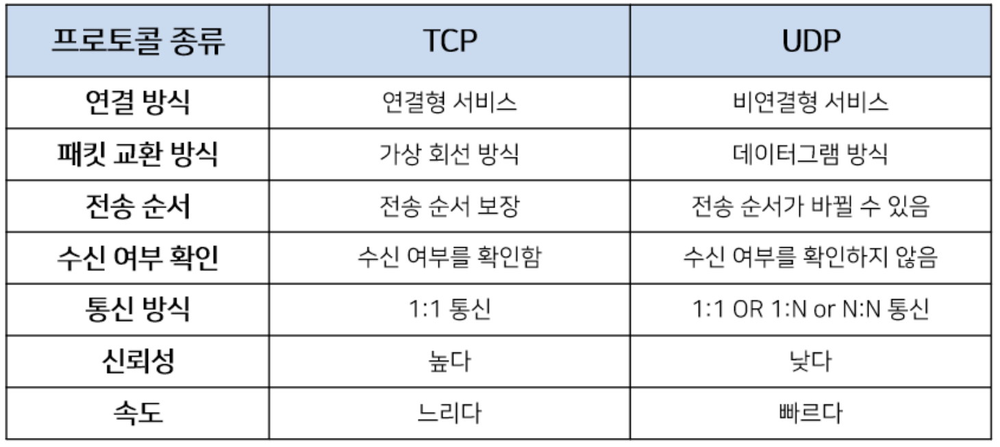 프로토콜 종류 TCP UDP
연결 방식 연결형 서비스 비연결형 서비스
패킷 교환 방식 가상 회선 방식 데이터그램 방식
전송 순서 전송 순서 보장 전송 순서가 바뀔 수 있음
수신 여부 확인 수신 여부를 확인함 수신 여부를 확인하지 않음
통신 방식 1:1 통신 1:1 OR 1:N or N:N 통신
신뢰성 높다 낮다
속도 느리다 빠르다